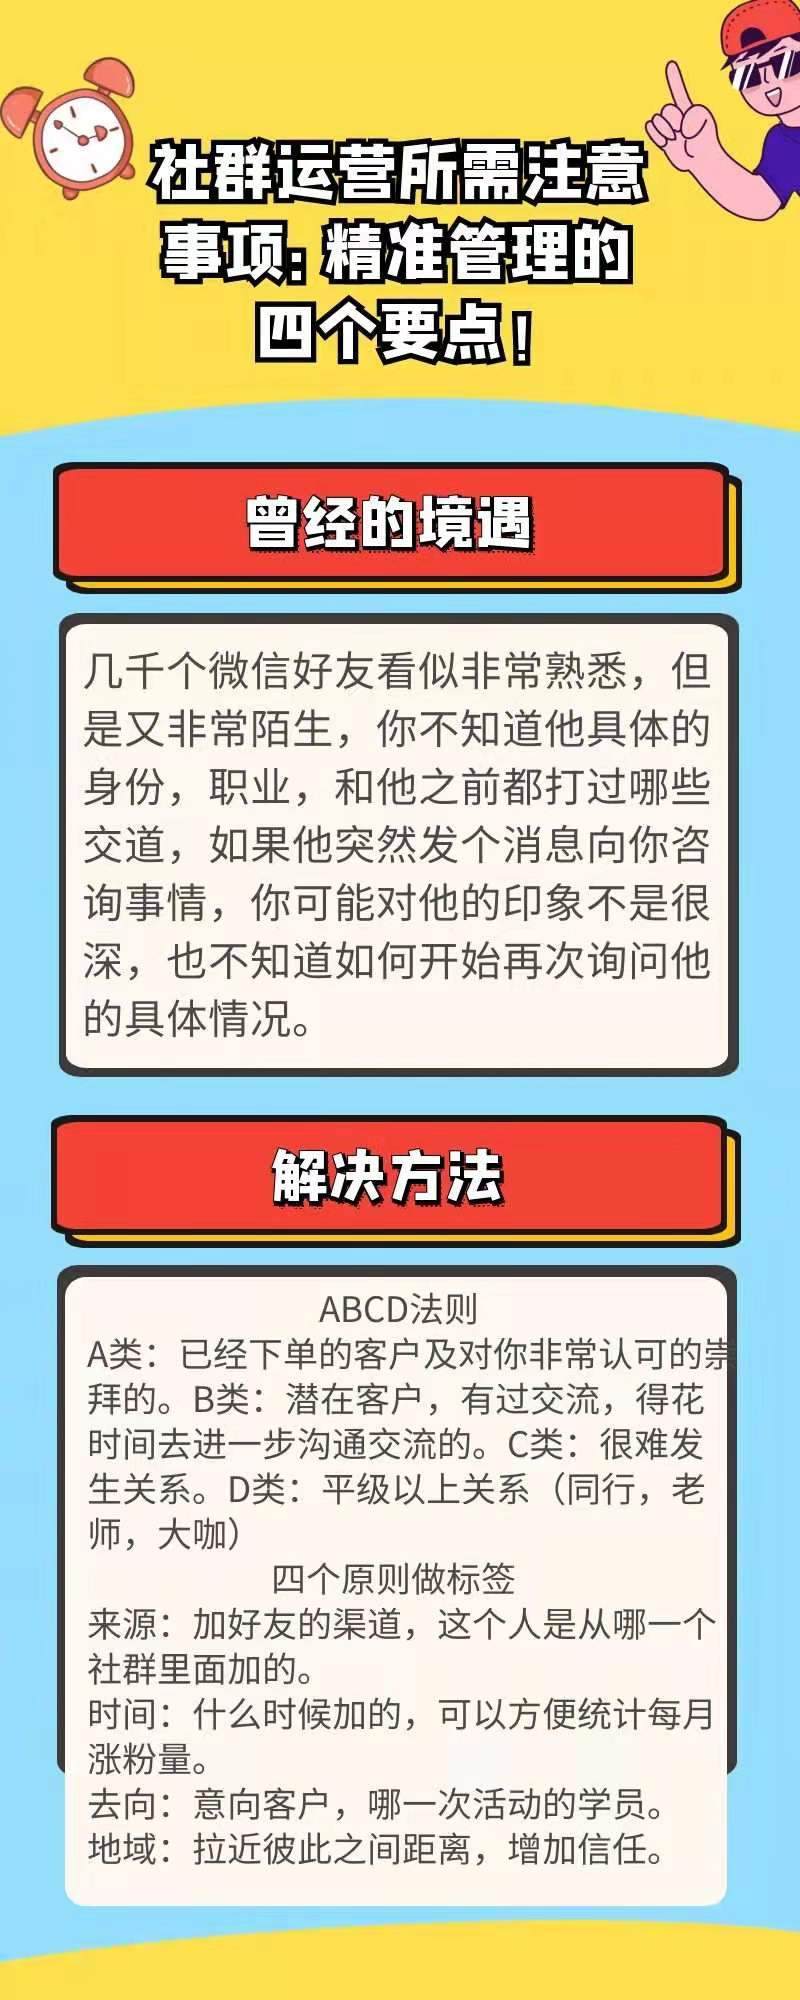 社群运营所需注意
事项：精准管理的
四个要点！
曾经的境遇
几千个微信好友看似非常熟悉，但
是又非常陌生，你不知道他具体的
身份，职业，和他之前都打过哪些
交道，如果他突然发个消息向你咨
询事情，你可能对他的印象不是很
深，也不知道如何开始再次询问他
的具体情况。
解决方法
ABCD法则
A类：已经下单的客户及对你非常认可的崇
拜的。B类：潜在客户，有过交流，得花
时间去进一步沟通交流的。C类：很难发
生关系。D类：平级以上关系（同行，老
师，大咖）
四个原则做标签
来源：加好友的渠道，这个人是从哪一个
社群里面加的。
时间：什么时候加的，可以方便统计每月
涨粉量。
去向：意向客户，哪一次活动的学员。
地域：拉近彼此之间距离，增加信任。